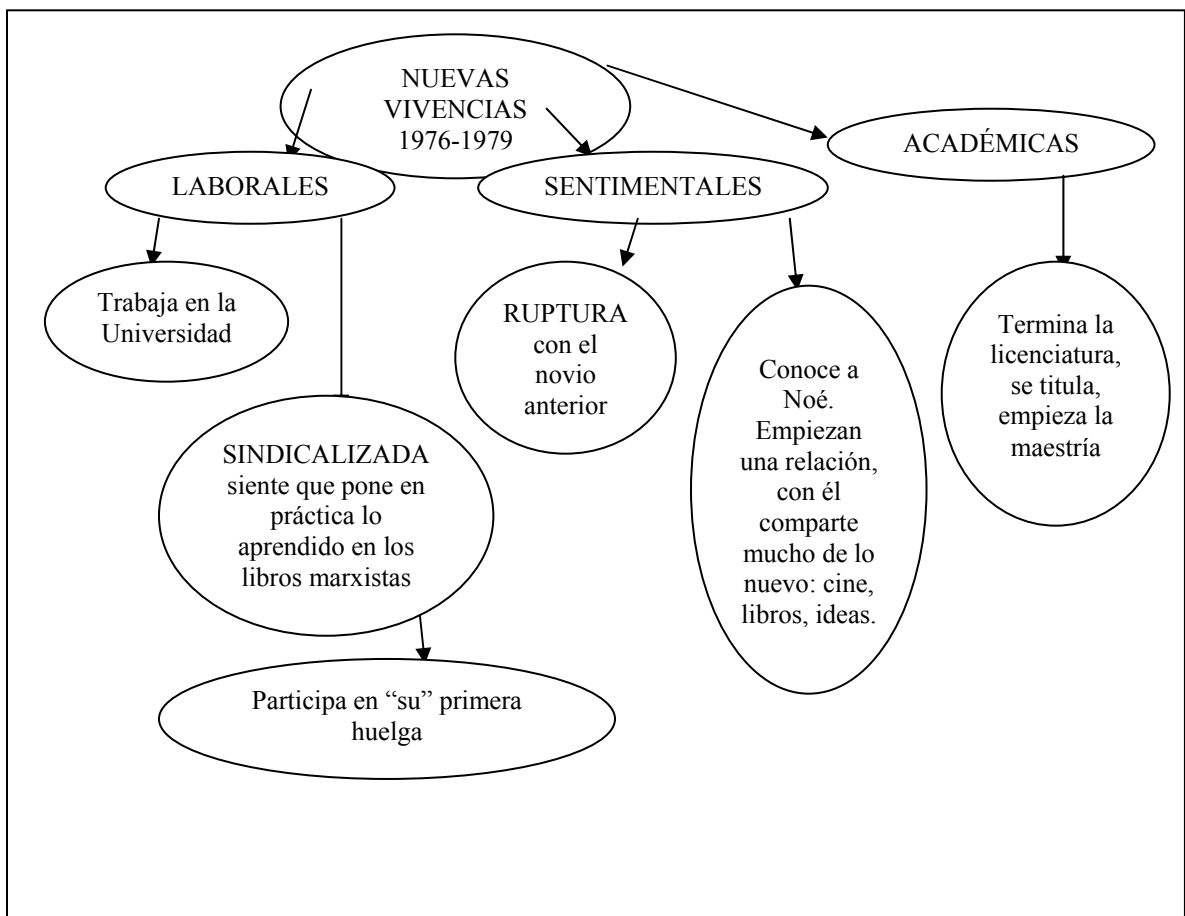 NUEVAS
VIVENCIAS
1976-1979
LABORALES
SENTIMENTALES
ACADÉMICAS
Trabaja en la
Universidad
SINDICALIZADA
siente que pone en
práctica lo
aprendido en los
libros marxistas
Participa en “su” primera
huelga
RUPTURA
con el
novio
anterior
Conoce a
Noé.
Empiezan
una relación,
con él
comparte
mucho de lo
nuevo: cine,
libros, ideas.
Termina la
licenciatura,
se titula,
empieza la
maestría